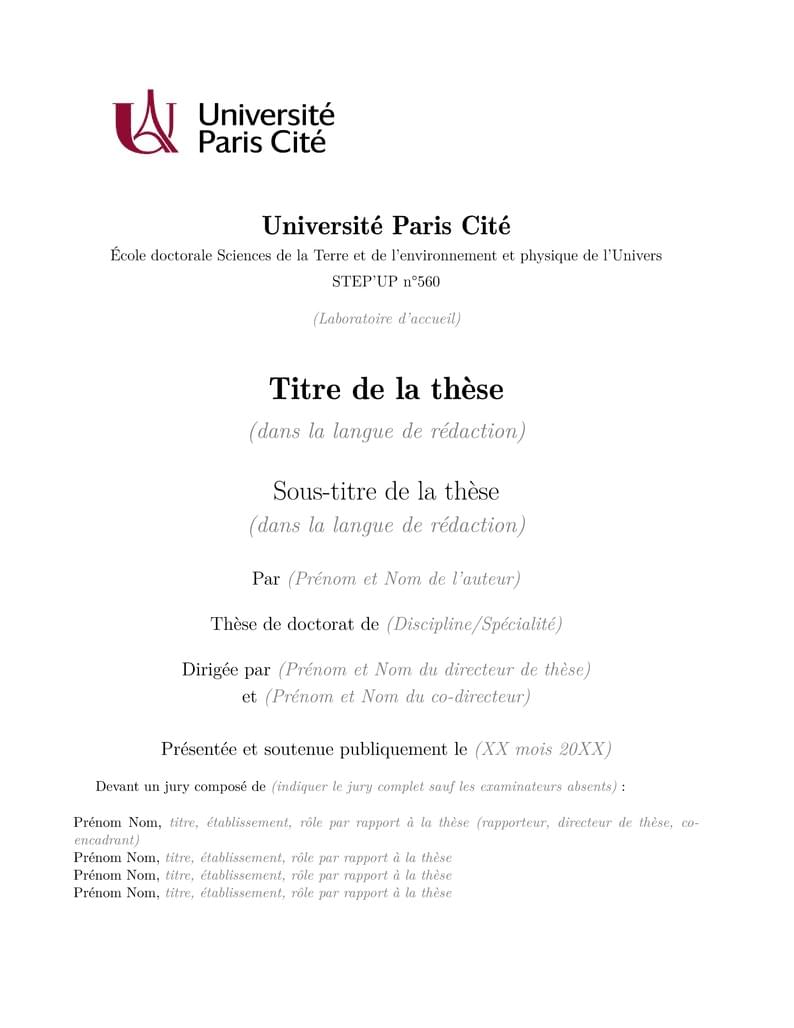 Université
Paris Cité
Université Paris Cité
École doctorale Sciences de la Terre et de l'environnement et physique de l'Univers
STEP'UP n°560
(Laboratoire d'accueil)
Titre de la thèse
(dans la langue de rédaction)
Sous-titre de la thèse
(dans la langue de rédaction)
Par (Prénom et Nom de l'auteur)
Thèse de doctorat de (Discipline/Spécialité)
Dirigée par (Prénom et Nom du directeur de thèse)
et (Prénom et Nom du co-directeur)
Présentée et soutenue publiquement le (XX mois 20XX)
Devant un jury composé de (indiquer le jury complet sauf les examinateurs absents) :
Prénom Nom, titre, établissement, rôle par rapport à la thèse (rapporteur, directeur de thèse, co-
encadrant)
Prénom Nom, titre, établissement, rôle par rapport à la thèse
Prénom Nom, titre, établissement, rôle par rapport à la thèse
Prénom Nom, titre, établissement, rôle par rapport à la thèse